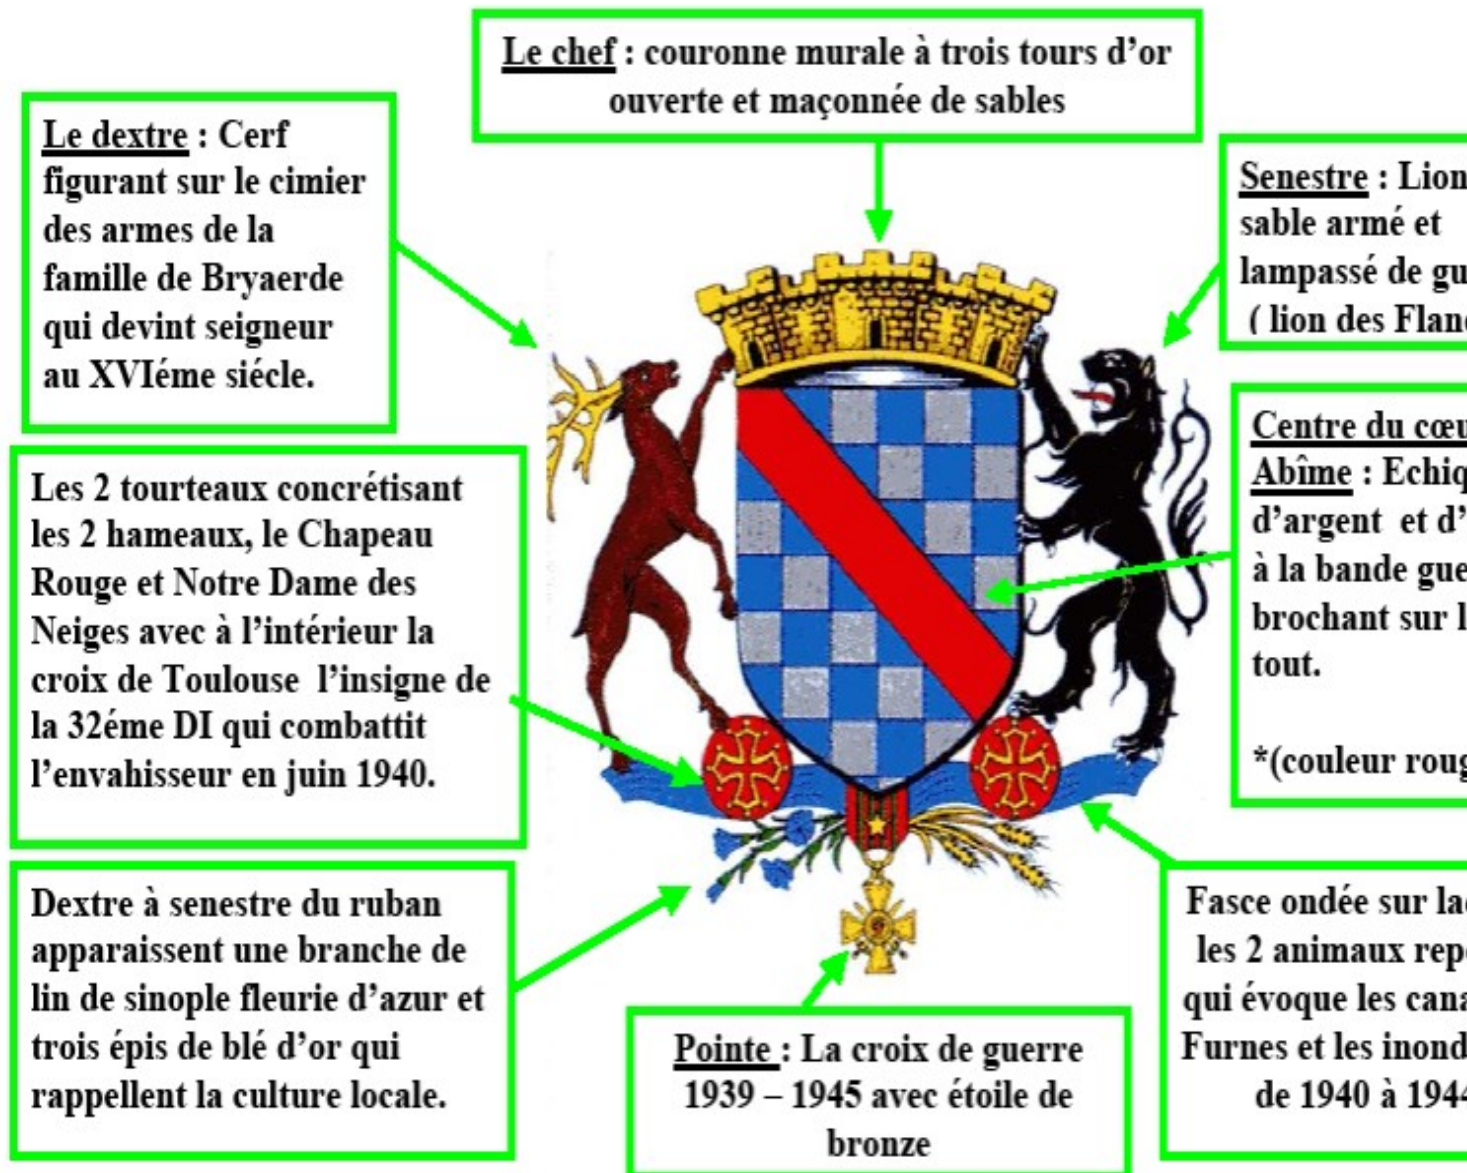 Le chef : couronne murale à trois tours d’or
ouverte et maçonnée de sables
Le dextre : Cerf
figurant sur le cimier
des armes de la
famille de Bryaerde
qui devint seigneur
au XVIéme siécle.
Senestre : Lion
sable armé et
lampassé de
( lion des
Les 2 tourteaux concrétisant
les 2 hameaux, le Chapeau
Rouge et Notre Dame des
Neiges avec à l’intérieur la
croix de Toulouse l’insigne de
la 32éme DI qui combattit
l’envahisseur en juin 1940.
Centre du
Abîme :
d’argent et
à la bande
brochant sur
tout.
*(couleur
Dextre à senestre du ruban
apparaissent une branche de
lin de sinople fleurie d’azur et
trois épis de blé d’or qui
rappellent la culture locale.
Pointe : La croix de guerre
1939 – 1945 avec étoile de
bronze
Fasce ondée sur
les 2 animaux
qui évoque les
Furnes et les
de 1940 à 1944